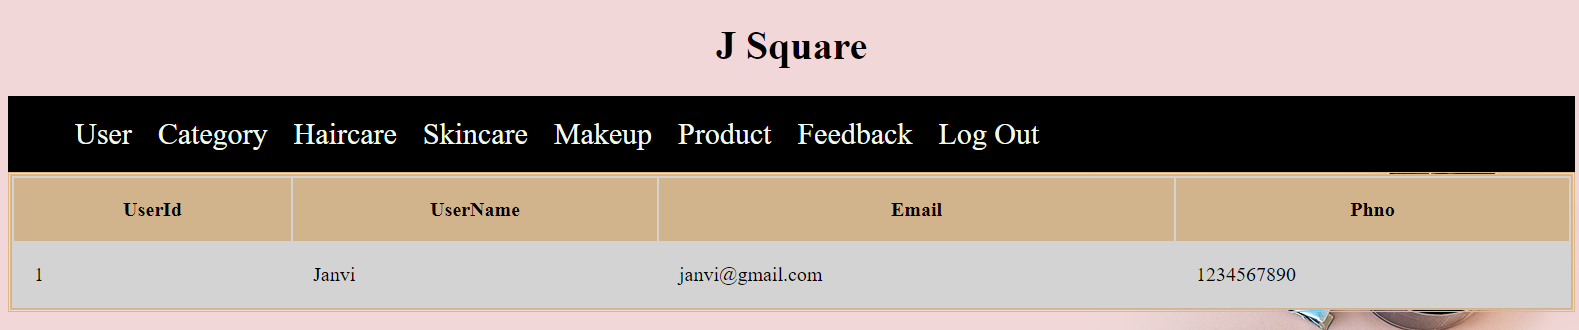 J Square
User Category Haircare Skincare Makeup Product Feedback Log Out
UserId UserName Email Phno
1 Janvi janvi@gmail.com 1234567890